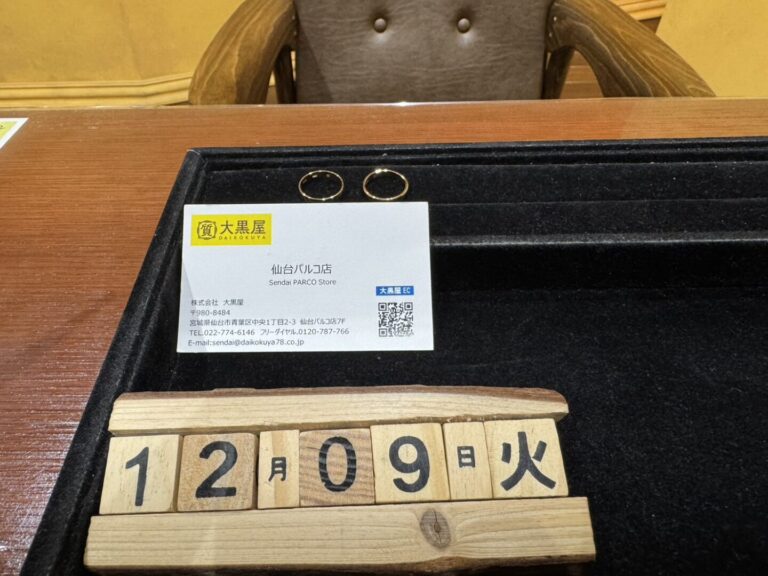 質 大黒屋
DAIKOKUYA
仙台パルコ店
Sendai PARCO Store
大黒屋 EC
株式会社 大黒屋
〒980-8484
宮城県仙台市青葉区中央1丁目2-3 仙台パルコ店7F
TEL.022-774-6146 フリーダイヤル.0120-787-766
E-mail:sendai@daikokuya78.co.jp
12月09日火